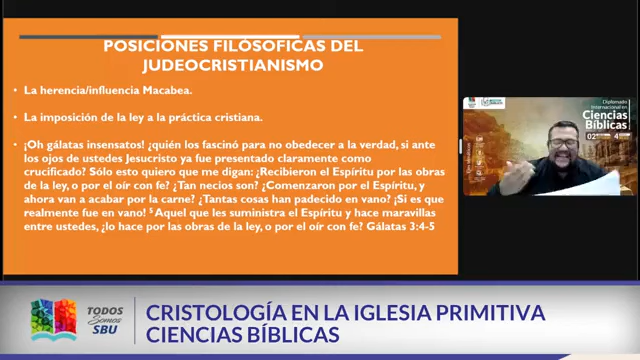 POSICIONES FILOSOFICAS DEL
JUDEOCRISTIANISMO
• La herencia/influencia Macabea.
• La imposición de la ley a la práctica cristiana.
• ¡Oh gálatas insensatos! ¿quién los fascinó para no obedecer a la verdad, si ante
los ojos de ustedes Jesucristo ya fue presentado claramente como
crucificado? Sólo esto quiero que me digan: ¿Recibieron el Espíritu por las obras
de la ley, o por el oír con fe? ¿Tan necios son? ¿Comenzaron por el Espíritu, y
ahora van a acabar por la carne? ¿Tantas cosas han padecido en vano? ¡Si es que
realmente fue en vano! ⁵ Aquel que les suministra el Espíritu y hace maravillas
entre ustedes, ¿lo hace por las obras de la ley, o por el oír con fe? Gálatas 3:4-5
Diplomado
Internacional en
Ciencias
Bíblicas
TODOS
Somos
SBU
CRISTOLOGÍA EN LA IGLESIA PRIMITIVA
CIENCIAS BÍBLICAS